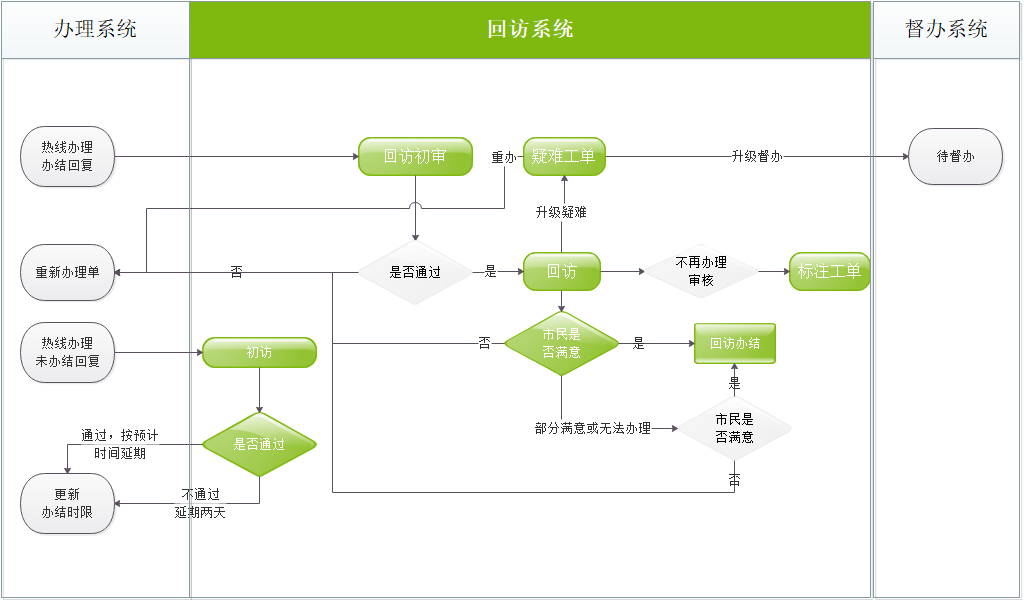 办理系统
回访系统
督办系统
热线办理
办结回复
回访初审
重办
疑难工单
升级督办
待督办
升级疑难
重新办理单
否
是否通过
是
回访
不再办理
审核
标注工单
热线办理
未办结回复
初访
否
市民是
否满意
是
回访办结
是
通过，按预计
时间延期
是否通过
部分满意或无法办理
市民是
否满意
否
更新
办结时限
不通过
延期两天